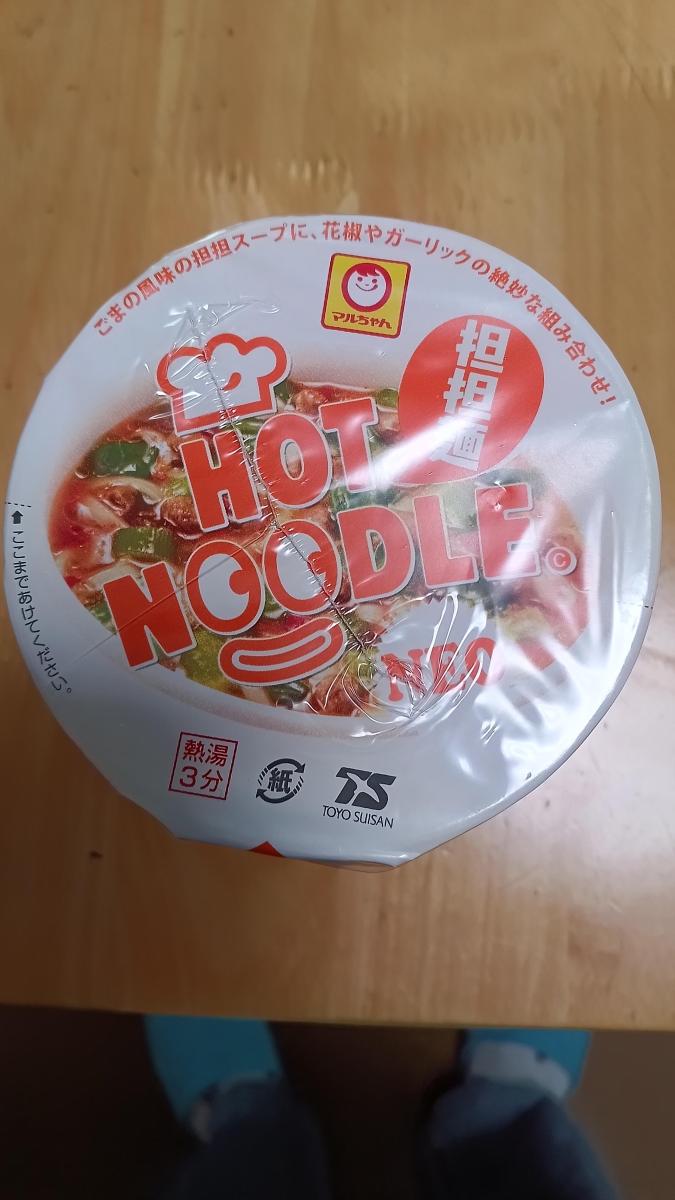 ごまの風味の担担スープに、花椒やガーリックの絶妙な組み合わせ!
マルちゃん
担担麺
HOT
NOODLE©
NEO
ここまであけてください。
熱湯
3分
紙
TS
TOYO SUISAN